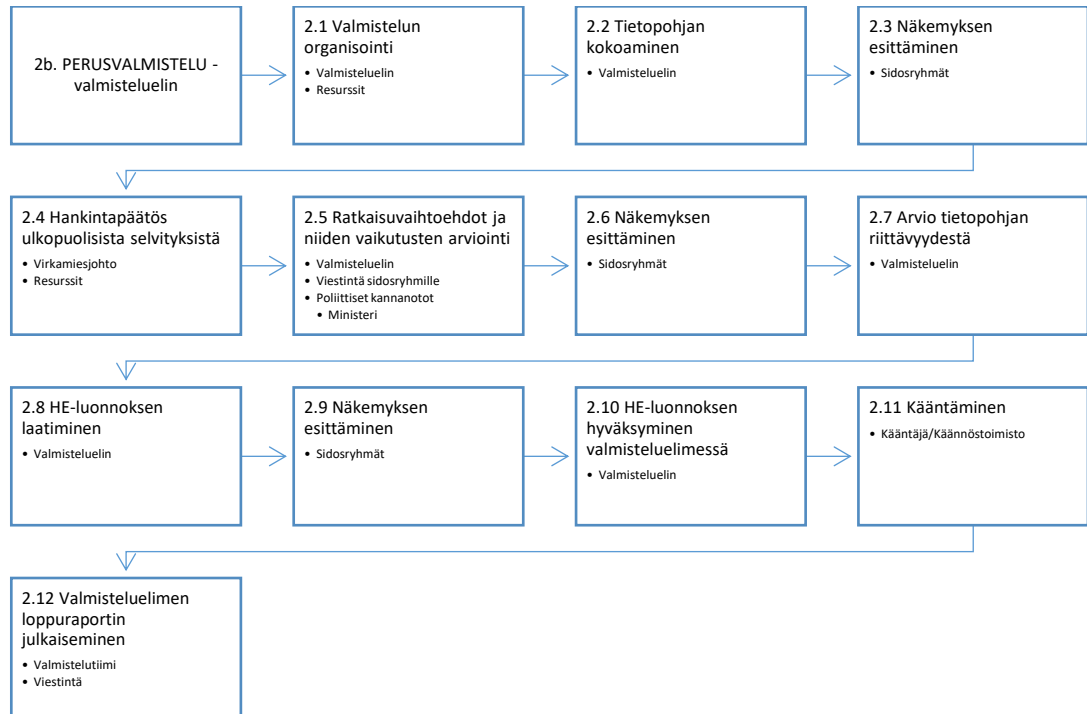 2b. PERUSVALMISTELU -
valmisteluelin
2.1 Valmistelun
organisointi
• Valmisteluelin
• Resurssit
2.2 Tietopohjan
kokoaminen
• Valmisteluelin
2.3 Näkemyksen
esittäminen
• Sidosryhmät
2.4 Hankintapäätös
ulkopuolisista selvityksistä
• Virkamiesjohto
• Resurssit
2.5 Ratkaisuvaihtoehdot ja
niiden vaikutusten arviointi
• Valmisteluelin
• Viestintä sidosryhmille
• Poliittiset kannanotot
• Ministeri
2.6 Näkemyksen
esittäminen
• Sidosryhmät
2.7 Arvio tietopohjan
riittävyydestä
• Valmisteluelin
2.8 HE-luonnoksen
laatiminen
• Valmisteluelin
2.9 Näkemyksen
esittäminen
• Sidosryhmät
2.10 HE-luonnoksen
hyväksyminen
valmisteluelimessä
• Valmisteluelin
2.11 Kääntäminen
• Kääntäjä/Käännöstoimisto
2.12 Valmisteluelimen
loppuraportin
julkaiseminen
• Valmistelutiimi
• Viestintä